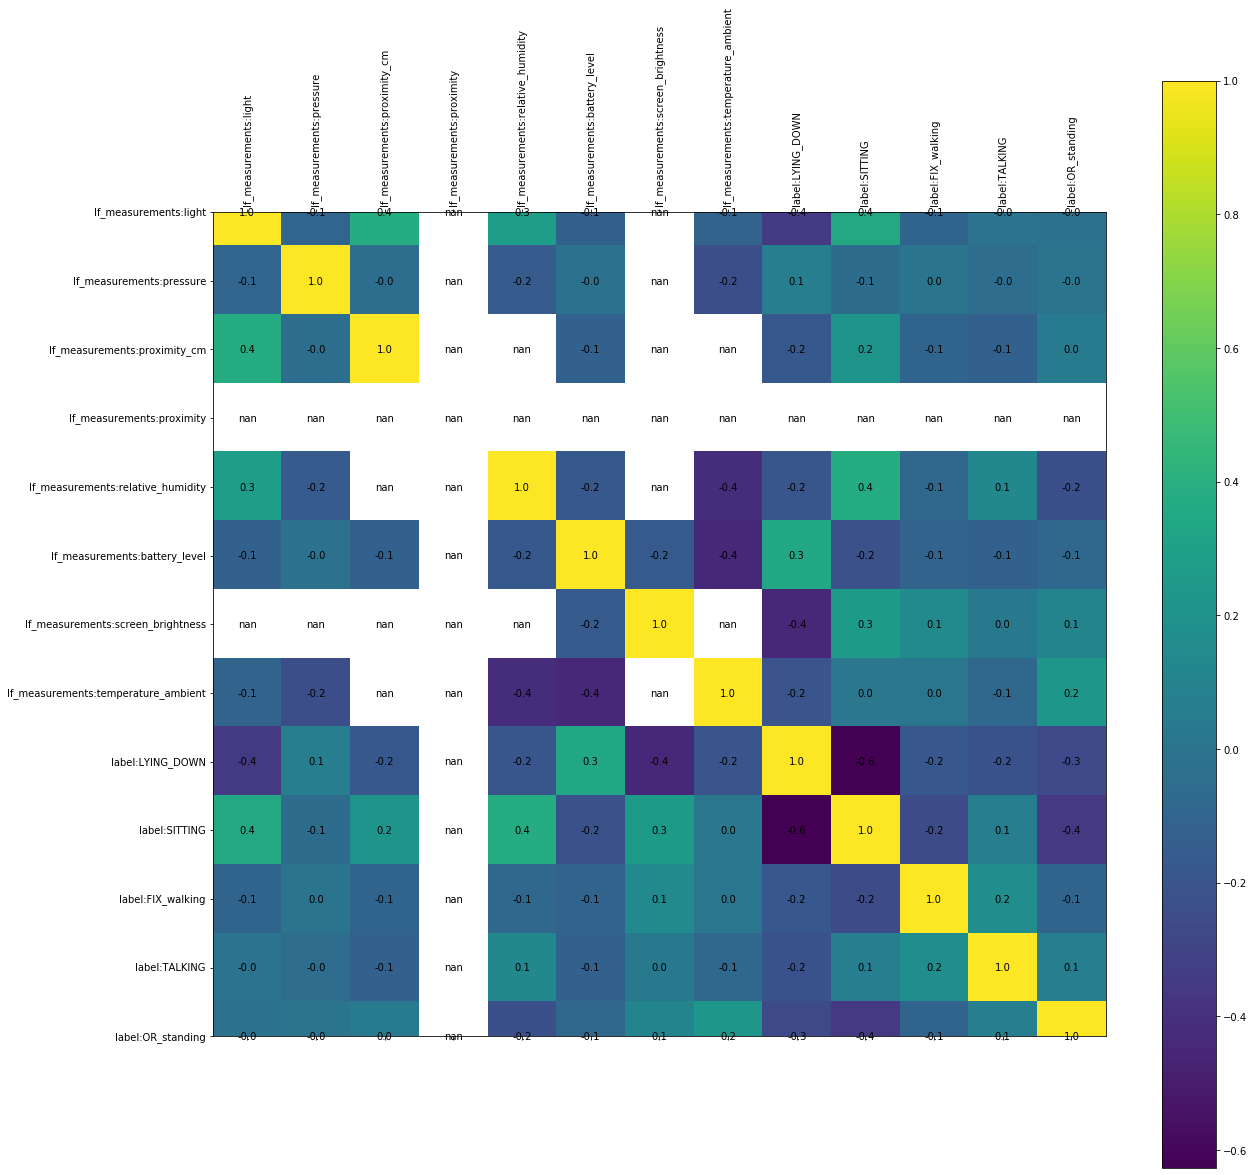 lf_measurements:light
lf_measurements:pressure
lf_measurements:proximity_cm
lf_measurements:proximity
lf_measurements:relative_humidity
lf_measurements:battery_level
lf_measurements:screen_brightness
lf_measurements:temperature_ambient
label:LYING_DOWN
label:SITTING
label:FIX_walking
label:TALKING
label:OR_standing
lf_measurements:light 1.0 -0.1 0.4 nan 0.3 -0.1 nan -0.1 -0.4 0.4 -0.1 -0.0 -0.0
lf_measurements:pressure -0.1 1.0 -0.0 nan -0.2 -0.0 nan -0.2 0.1 -0.1 0.0 -0.0 -0.0
lf_measurements:proximity_cm 0.4 -0.0 1.0 nan nan -0.1 nan nan -0.2 0.2 -0.1 -0.1 0.0
lf_measurements:proximity nan nan nan nan nan nan nan nan nan nan nan nan nan
lf_measurements:relative_humidity 0.3 -0.2 nan nan 1.0 -0.2 nan -0.4 -0.2 0.4 -0.1 0.1 -0.2
lf_measurements:battery_level -0.1 -0.0 -0.1 nan -0.2 1.0 -0.2 -0.4 0.3 -0.2 -0.1 -0.1 -0.1
lf_measurements:screen_brightness nan nan nan nan nan -0.2 1.0 nan -0.4 0.3 0.1 0.0 0.1
lf_measurements:temperature_ambient -0.1 -0.2 nan nan -0.4 -0.4 nan 1.0 -0.2 0.0 0.0 -0.1 0.2
label:LYING_DOWN -0.4 0.1 -0.2 nan -0.2 0.3 -0.4 -0.2 1.0 -0.6 -0.2 -0.2 -0.3
label:SITTING 0.4 -0.1 0.2 nan 0.4 -0.2 0.3 0.0 -0.6 1.0 -0.2 0.1 -0.4
label:FIX_walking -0.1 0.0 -0.1 nan -0.1 -0.1 0.1 0.0 -0.2 -0.2 1.0 0.2 -0.1
label:TALKING -0.0 -0.0 -0.1 nan 0.1 -0.1 0.0 -0.1 -0.2 0.1 0.2 1.0 0.1
label:OR_standing -0.0 -0.0 0.0 nan -0.2 -0.1 0.1 0.2 -0.3 -0.4 -0.1 0.1 1.0
1.0
0.8
0.6
0.4
0.2
0.0
−0.2
−0.4
−0.6